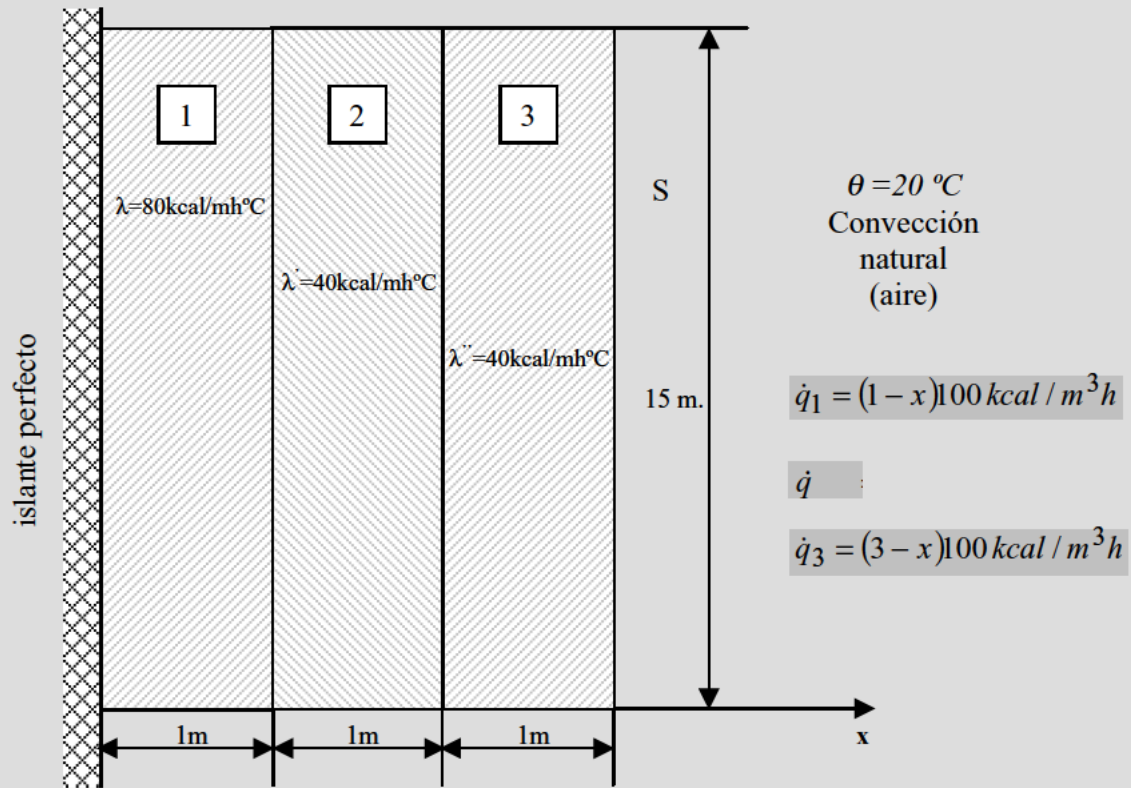 islante perfecto
1
2
3
λ=80kcal/mhºC
λ'=40kcal/mhºC
λ''=40kcal/mhºC
S
15 m.
θ =20 ºC
Convección
natural
(aire)
q̇₁ = (1 − x)100 kcal / m³h
q̇
q̇₃ = (3 − x)100 kcal / m³h
1m
1m
1m
x